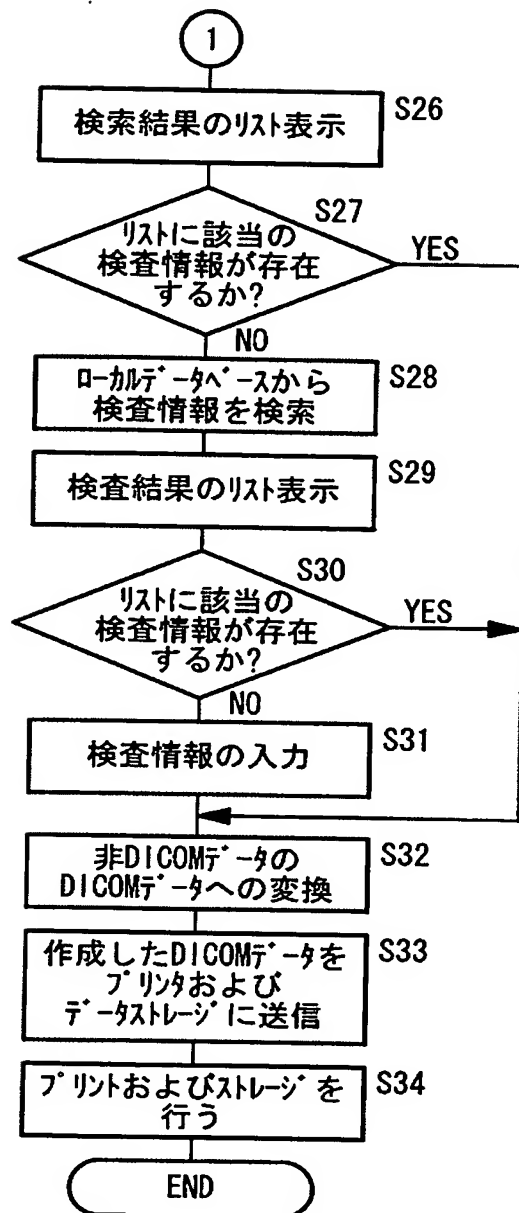 1
検索結果のリスト表示
S26
S27
リストに該当の
検査情報が存在
するか?
YES
NO
ローカルデータベースから
検査情報を検索
S28
検査結果のリスト表示
S29
S30
リストに該当の
検査情報が存在
するか?
YES
NO
検査情報の入力
S31
非DICOMデータの
DICOMデータへの変換
S32
作成したDICOMデータを
プリンタおよび
データストレージに送信
S33
プリントおよびストレージを
行う
S34
END